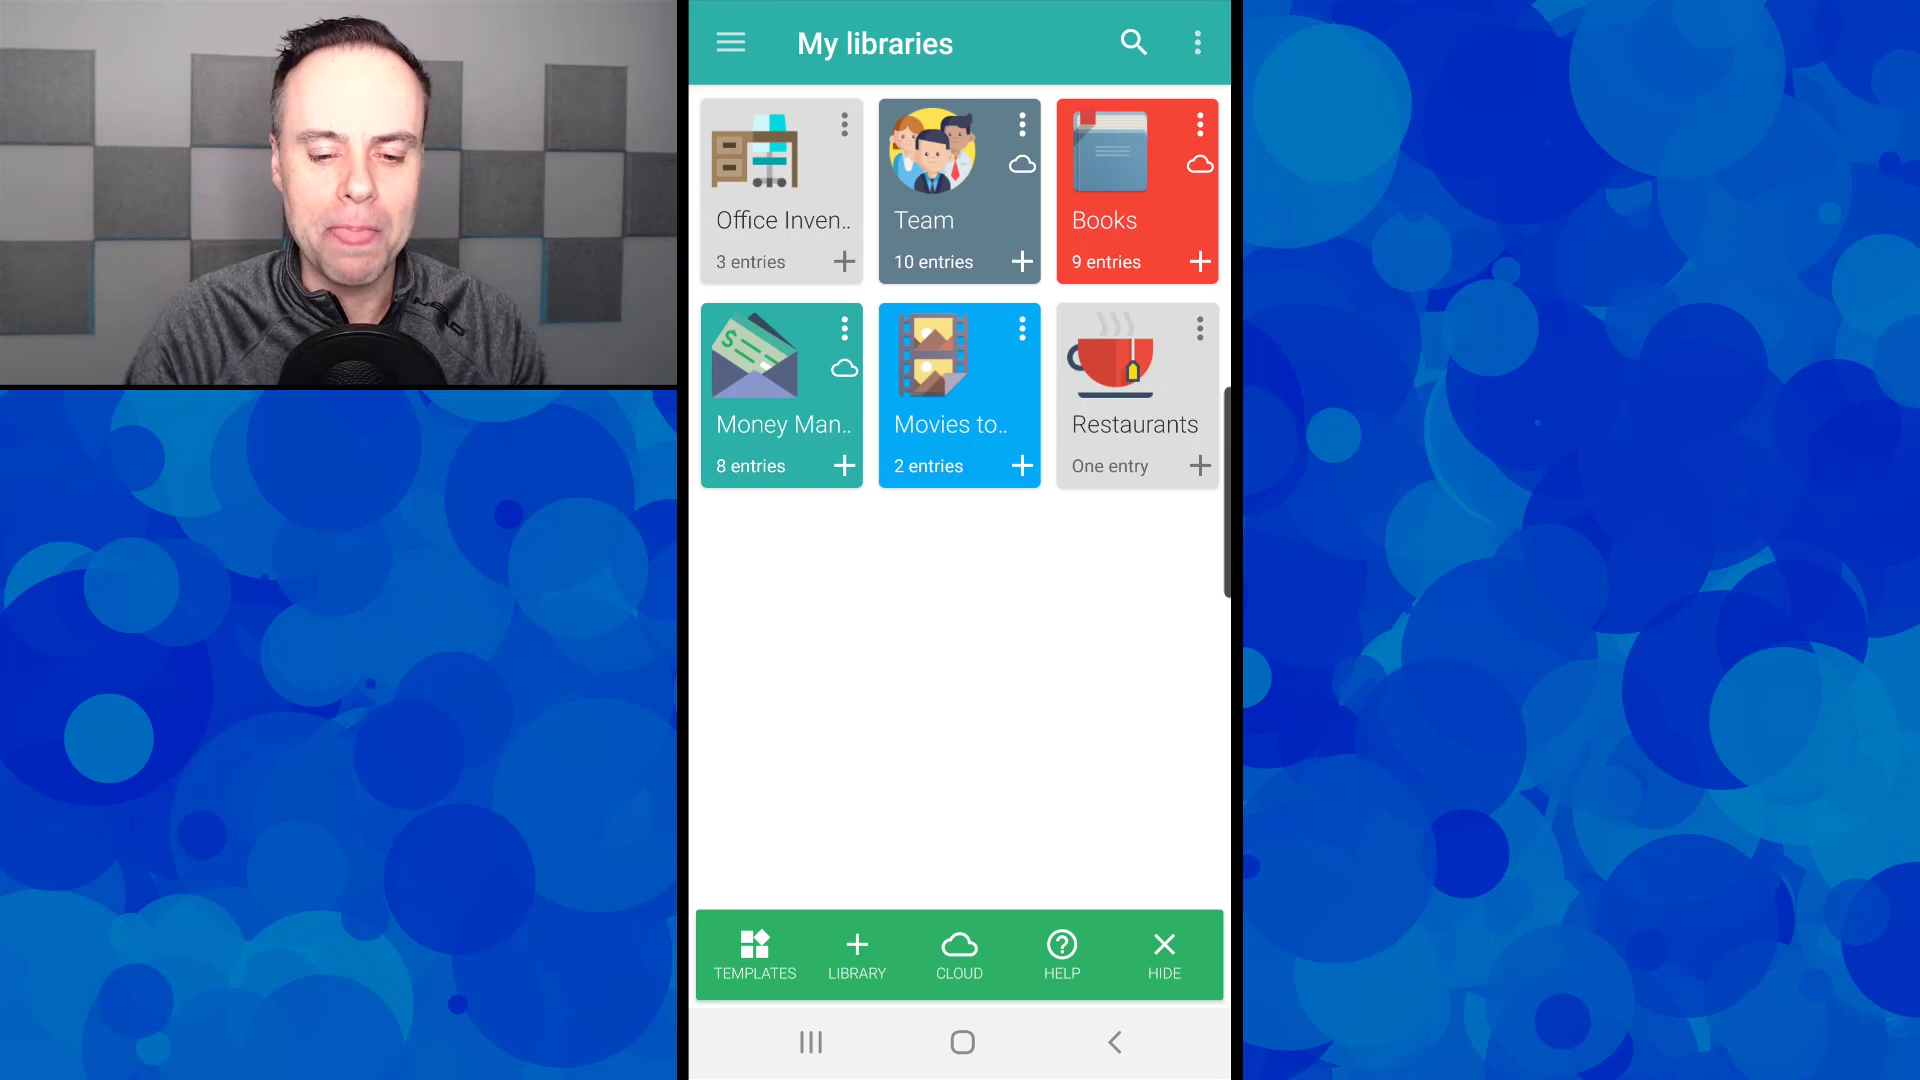 My libraries
Office Inven..
3 entries
Team
10 entries
Books
9 entries
Money Man..
8 entries
Movies to..
2 entries
Restaurants
One entry
TEMPLATES
LIBRARY
CLOUD
HELP
HIDE